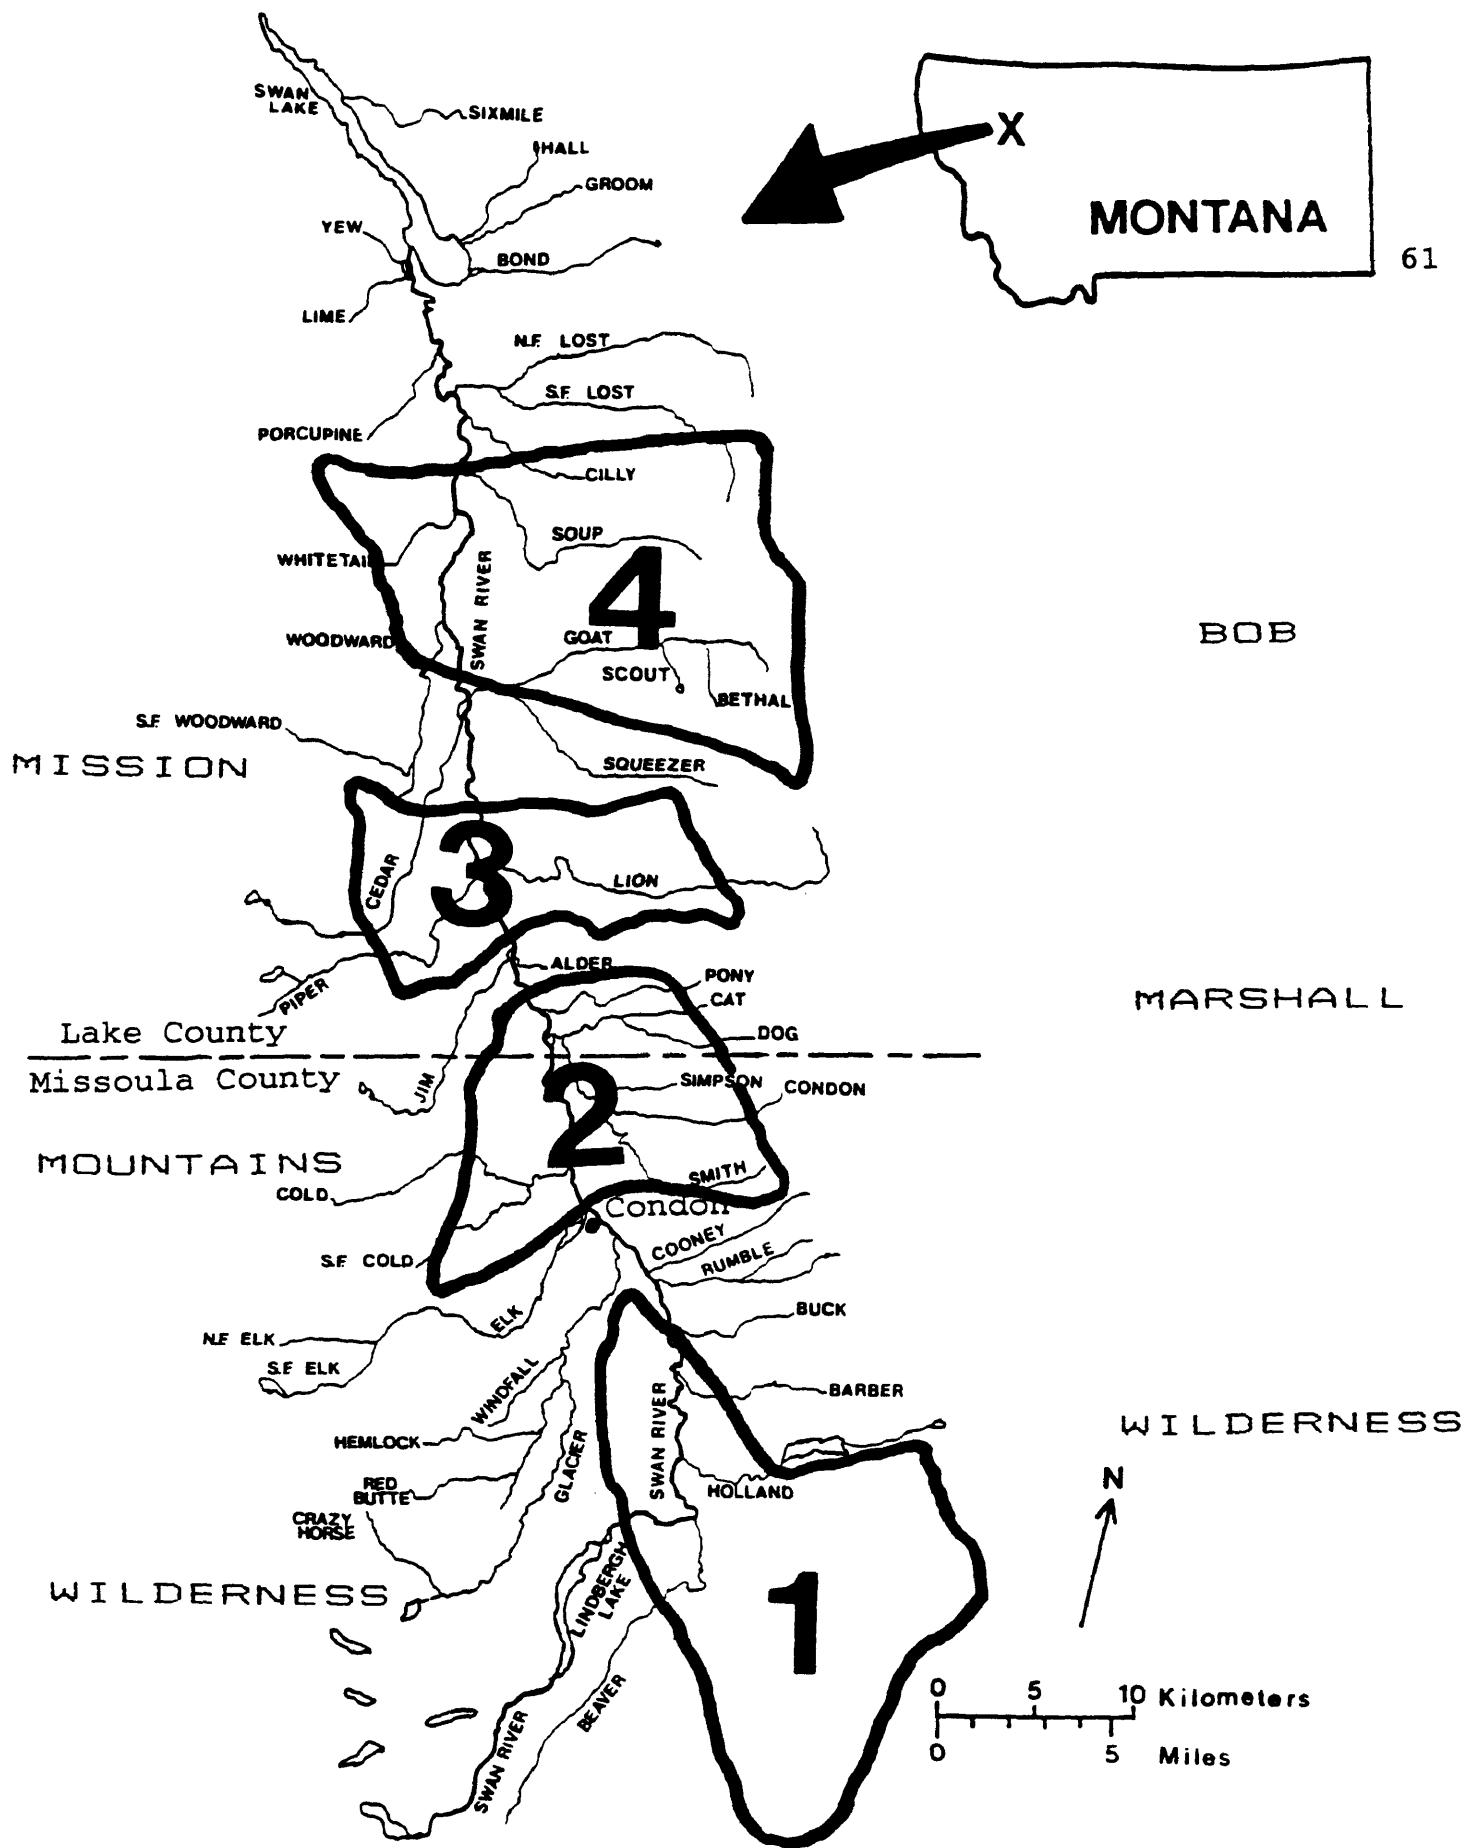 SWAN
LAKE
SIXMILE
HALL
GROOM
YEW
BOND
LIME
X
MONTANA
61
N.F. LOST
S.F. LOST
PORCUPINE
CILLY
SOUP
WHITETAIL
4
SWAN RIVER
WOODWARD
GOAT
SCOUT
BETHAL
BOB
S.F. WOODWARD
MISSION
SQUEEZER
3
CEDAR
LION
ALDER
PIPER
PONY
CAT
MARSHALL
Lake County
DOG
Missoula County
JIM
2
SIMPSON
CONDON
MOUNTAINS
COLD
SMITH
Condon
COONEY
RUMBLE
S.F. COLD
ELK
BUCK
N.F. ELK
S.F. ELK
WINDFALL
BARBER
SWAN RIVER
WILDERNESS
HEMLOCK
GLACIER
HOLLAND
N
RED
BUTTE
CRAZY
HORSE
LINDBERGH
LAKE
WILDERNESS
1
BEAVER
SWAN RIVER
0 5 10 Kilometers
0 5 Miles